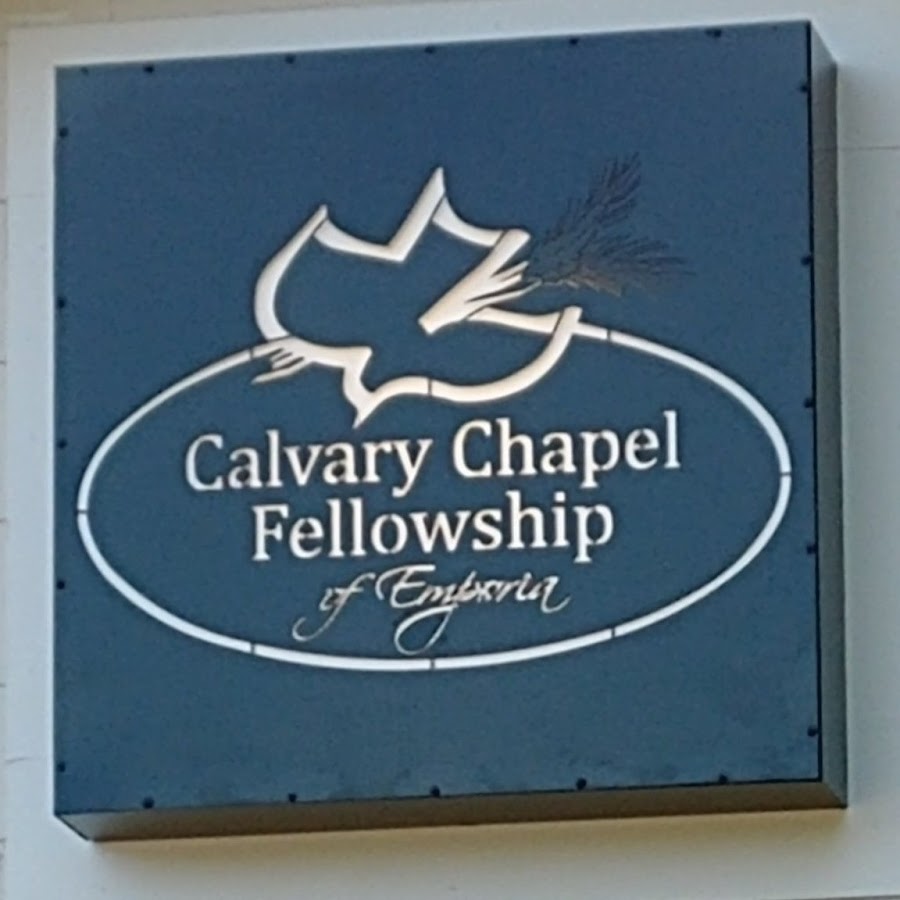 Calvary Chapel
Fellowship
of Emporia